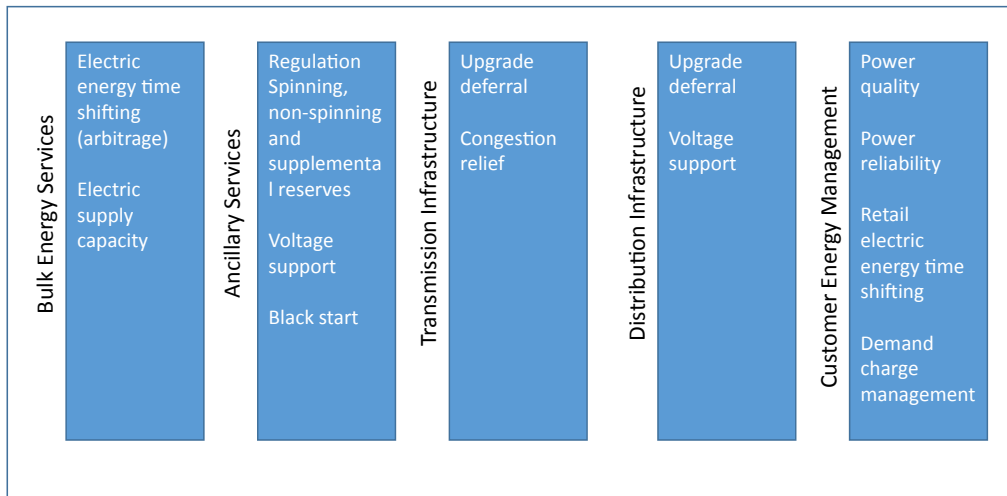 Bulk Energy Services
Electric
energy time
shifting
(arbitrage)
Electric
supply
capacity
Ancillary Services
Regulation
Spinning,
non-spinning
and
supplementa
l reserves
Voltage
support
Black start
Transmission Infrastructure
Upgrade
deferral
Congestion
relief
Distribution Infrastructure
Upgrade
deferral
Voltage
support
Customer Energy Management
Power
quality
Power
reliability
Retail
electric
energy time
shifting
Demand
charge
management